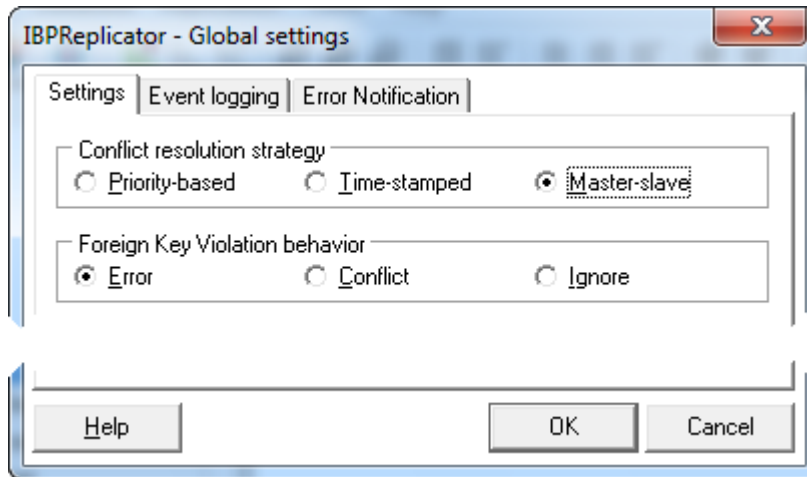 IBPReplicator - Global settings
Settings Event logging Error Notification
Conflict resolution strategy
Priority-based Time-stamped Master-slave
Foreign Key Violation behavior
Error Conflict Ignore
Help OK Cancel